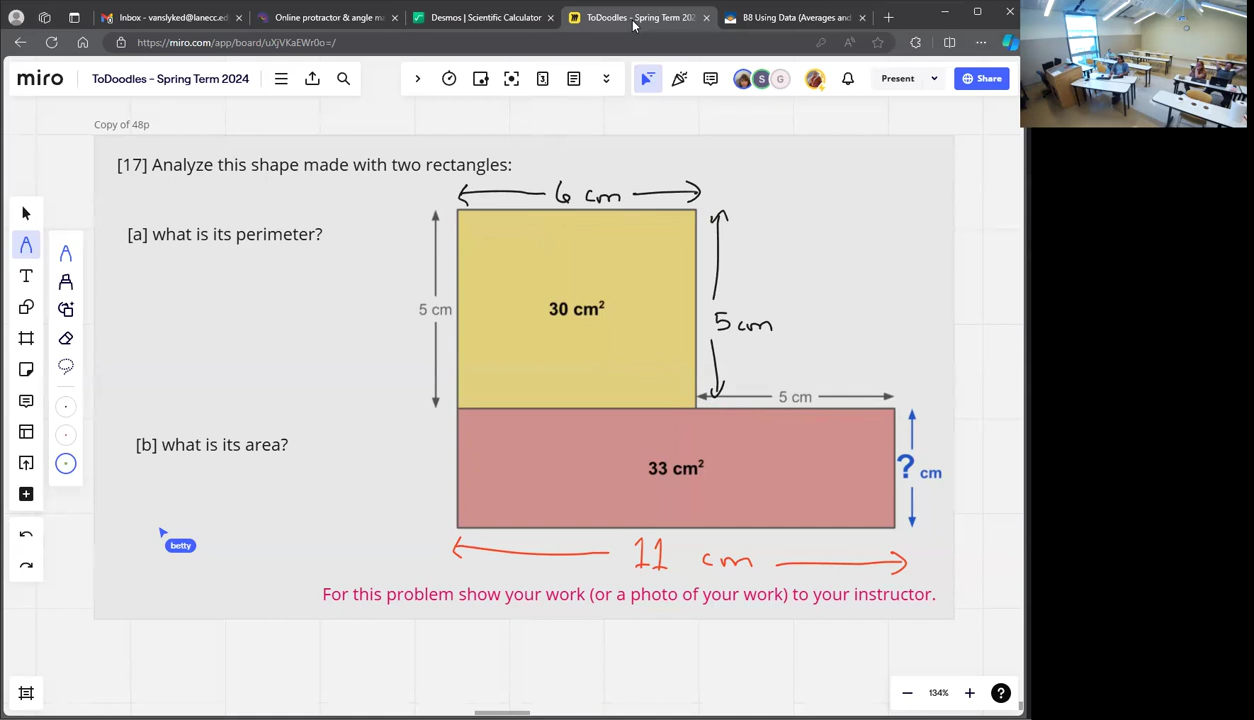 Inbox - vanslyked@lanecc.ed
Online protractor & angle m
Desmos | Scientific Calculator
ToDoodles - Spring Term 202
B8 Using Data (Averages and
https://miro.com/app/board/uXjVKaEWr0o=/
miro
ToDoodles - Spring Term 2024
3
S
G
Present
Share
Copy of 48p
[17] Analyze this shape made with two rectangles:
6 cm
[a] what is its perimeter?
5 cm
30 cm²
5 cm
5 cm
[b] what is its area?
33 cm²
? cm
betty
11 cm
For this problem show your work (or a photo of your work) to your instructor.
134%
?